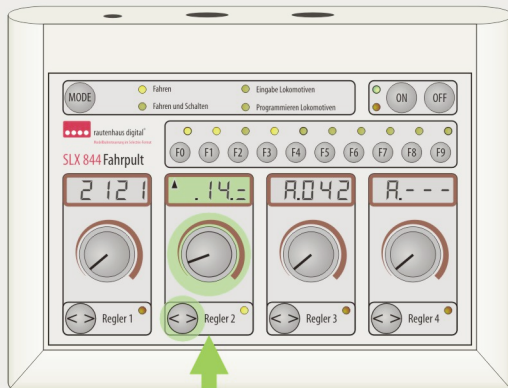 MODE
Fahren
Fahren und Schalten
Eingabe Lokomotiven
Programmieren Lokomotiven
ON
OFF
rautenhaus digital
SLX 844 Fahrpult
F0 F1 F2 F3 F4 F5 F6 F7 F8 F9
2121
.14.=
A.042
A.---
< > Regler 1
< > Regler 2
< > Regler 3
< > Regler 4